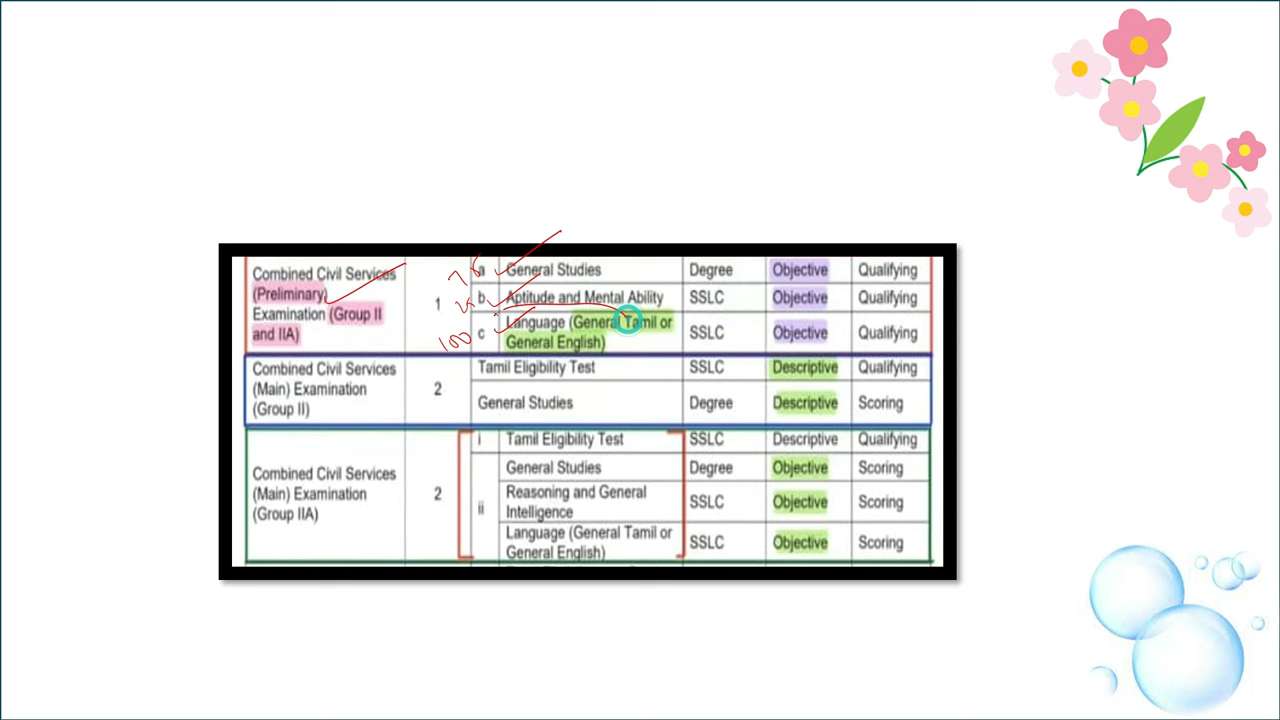 Combined Civil Services
(Preliminary)
Examination (Group II
and IIA)
1
75
a General Studies Degree Objective Qualifying
25
b Aptitude and Mental Ability SSLC Objective Qualifying
100
c Language (General Tamil or
General English) SSLC Objective Qualifying
Combined Civil Services
(Main) Examination
(Group II)
2
Tamil Eligibility Test SSLC Descriptive Qualifying
General Studies Degree Descriptive Scoring
Combined Civil Services
(Main) Examination
(Group IIA)
2
i Tamil Eligibility Test SSLC Descriptive Qualifying
ii
General Studies Degree Objective Scoring
Reasoning and General
Intelligence SSLC Objective Scoring
Language (General Tamil or
General English) SSLC Objective Scoring